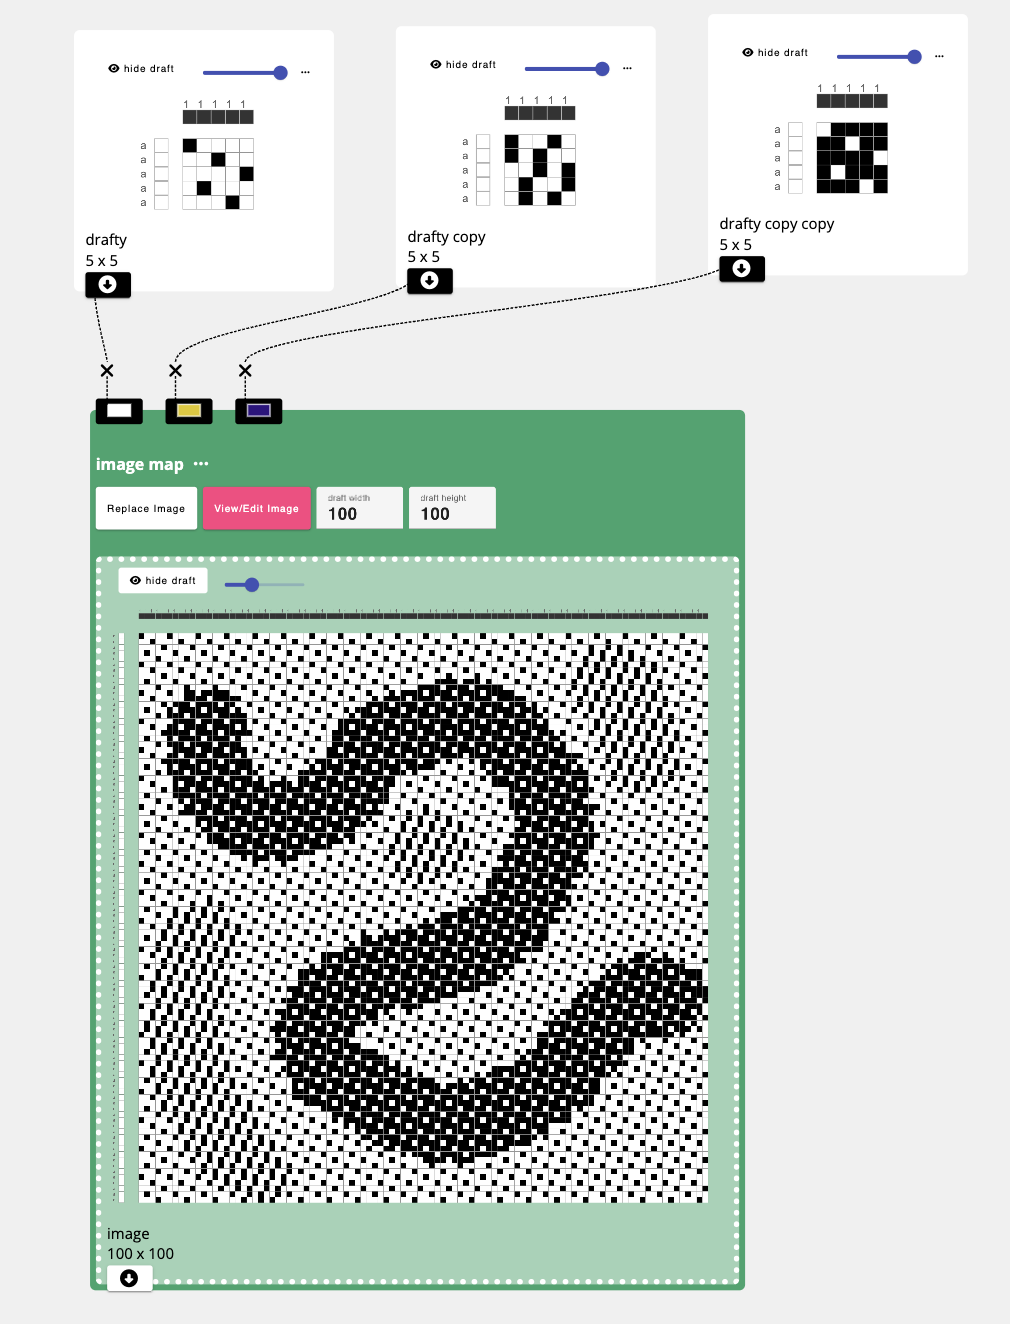 hide draft
...
1 1 1 1 1
a
a
a
a
a
drafty
5 x 5
hide draft
...
1 1 1 1 1
a
a
a
a
a
drafty copy
5 x 5
hide draft
...
1 1 1 1 1
a
a
a
a
a
drafty copy copy
5 x 5
image map ...
Replace Image
View/Edit Image
draft width
100
draft height
100
hide draft
image
100 x 100